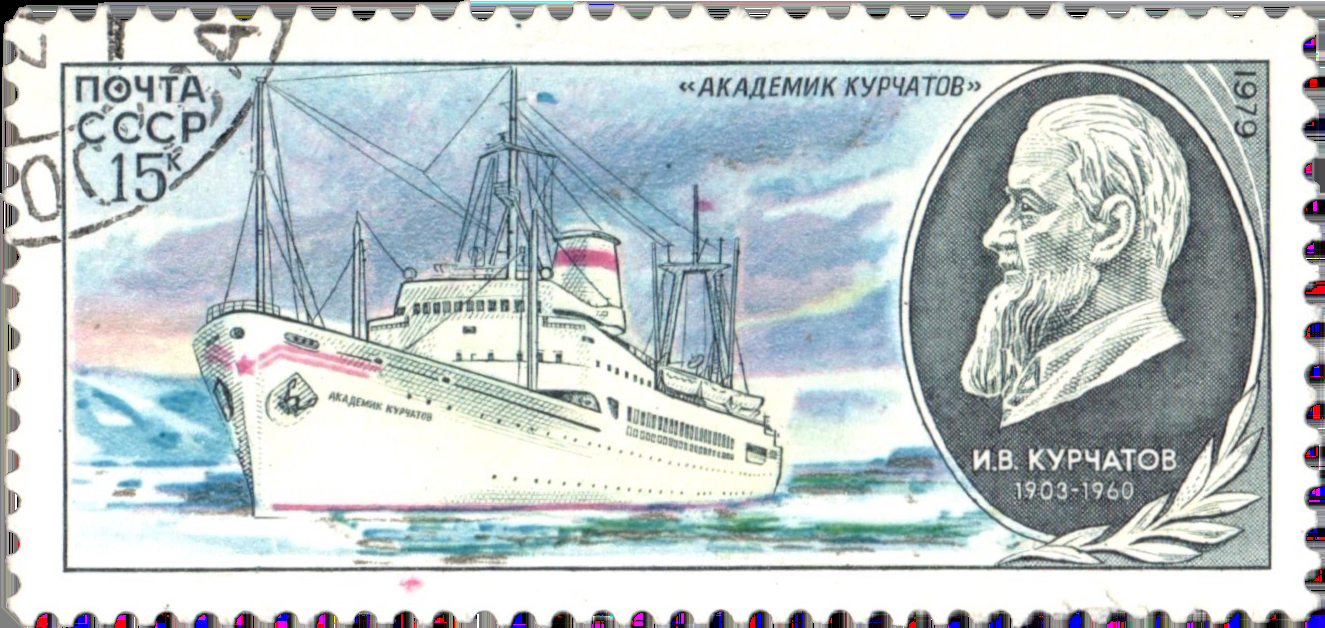 ПОЧТА
СССР
15к
«АКАДЕМИК КУРЧАТОВ»
1979
АКАДЕМИК КУРЧАТОВ
И.В. КУРЧАТОВ
1903-1960